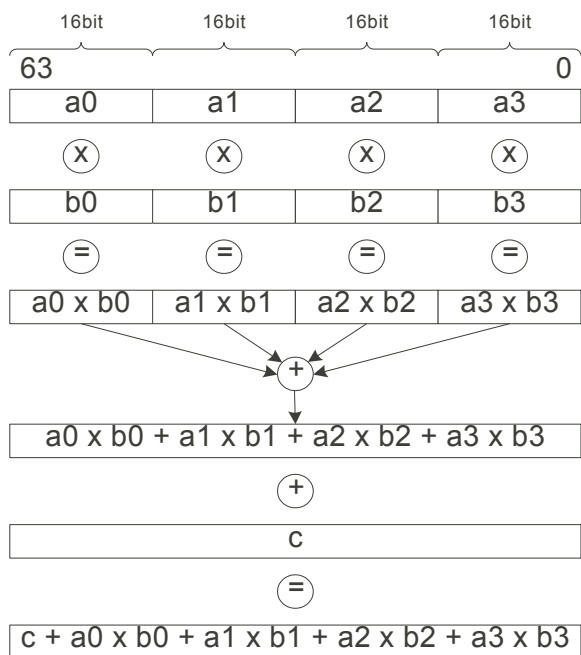 16bit 16bit 16bit 16bit
63 0
a0 a1 a2 a3
x x x x
b0 b1 b2 b3
= = = =
a0 x b0 a1 x b1 a2 x b2 a3 x b3
+
a0 x b0 + a1 x b1 + a2 x b2 + a3 x b3
+
c
=
c + a0 x b0 + a1 x b1 + a2 x b2 + a3 x b3